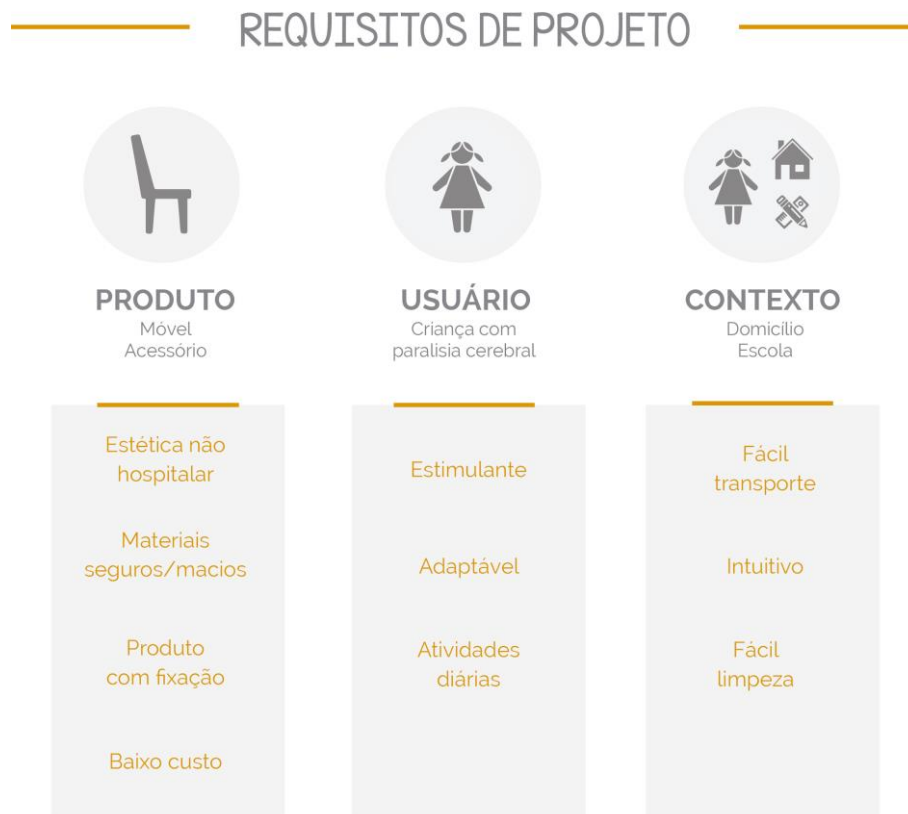 REQUISITOS DE PROJETO
PRODUTO
Móvel
Acessório
Estética não
hospitalar
Materiais
seguros/macios
Produto
com fixação
Baixo custo
USUÁRIO
Criança com
paralisia cerebral
Estimulante
Adaptável
Atividades
diárias
CONTEXTO
Domicílio
Escola
Fácil
transporte
Intuitivo
Fácil
limpeza